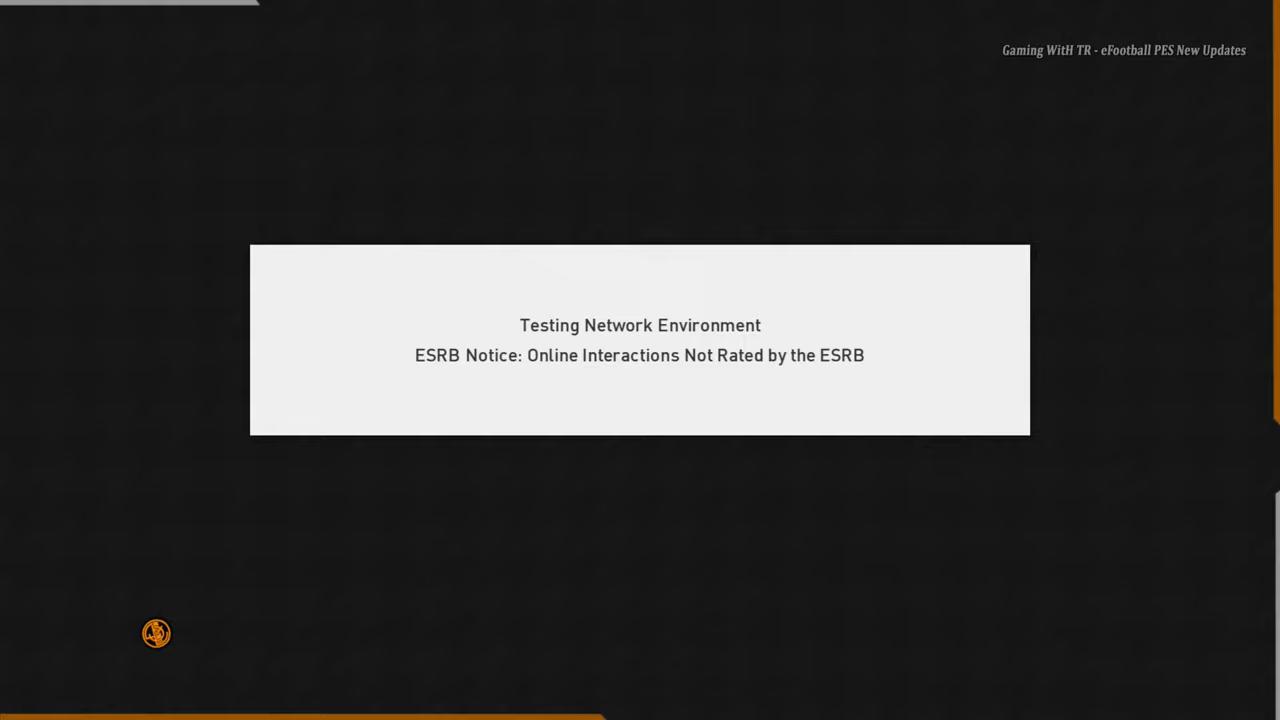 Gaming WitH TR - eFootball PES New Updates
Testing Network Environment
ESRB Notice: Online Interactions Not Rated by the ESRB